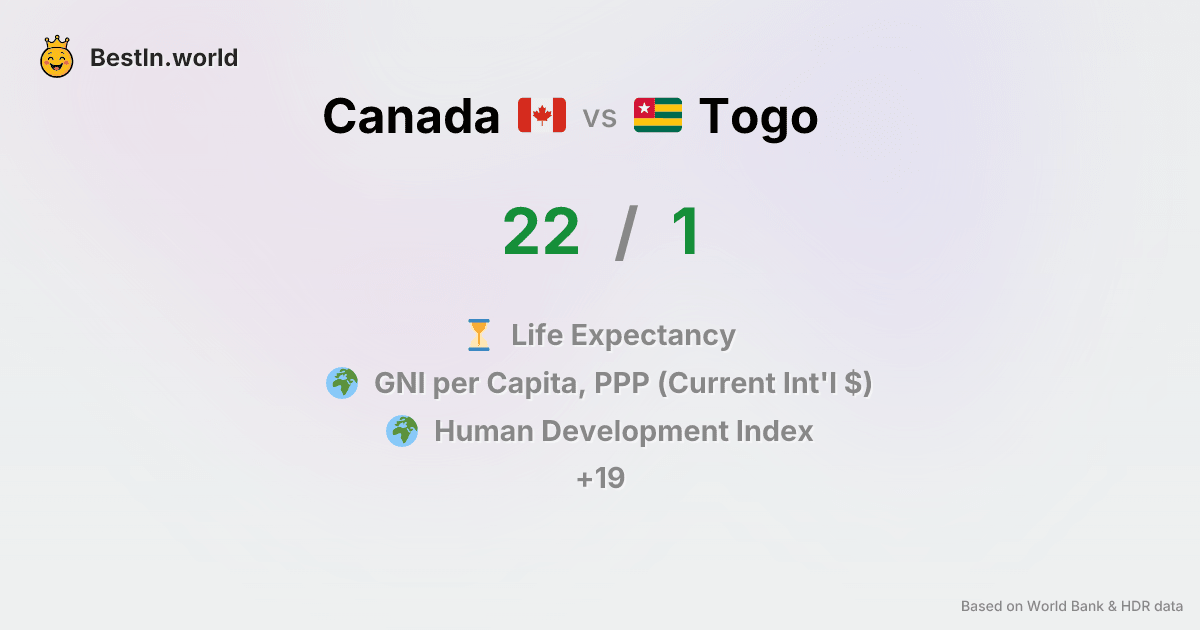 BestIn.world
Canada vs Togo
22 / 1
Life Expectancy
GNI per Capita, PPP (Current Int'l $)
Human Development Index
+19
Based on World Bank & HDR data